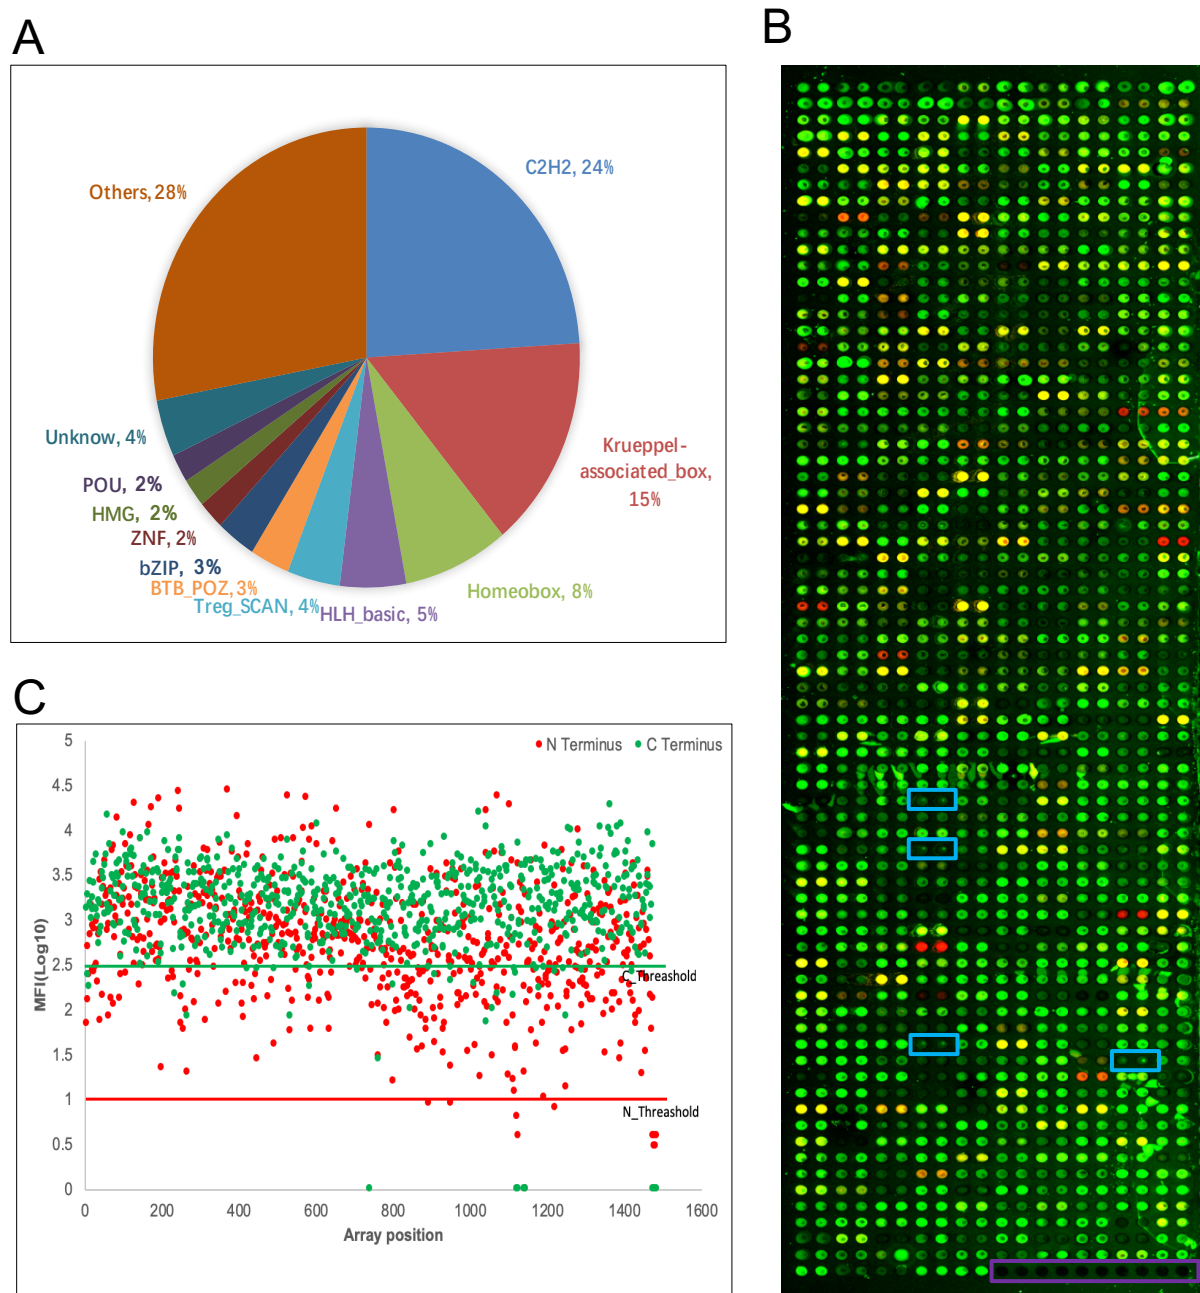 A
B
C2H2, 24%
Others, 28%
Krueppel-
associated_box,
15%
Unknow, 4%
POU, 2%
HMG, 2%
ZNF, 2%
bZIP, 3%
BTB_POZ, 3%
Treg_SCAN, 4%
HLH_basic, 5%
Homeobox, 8%
C
N Terminus
C Terminus
5
4.5
4
3.5
3
2.5
2
1.5
1
0.5
0
MFI(Log10)
C_Threashold
N_Threashold
0
200
400
600
800
1000
1200
1400
1600
Array position